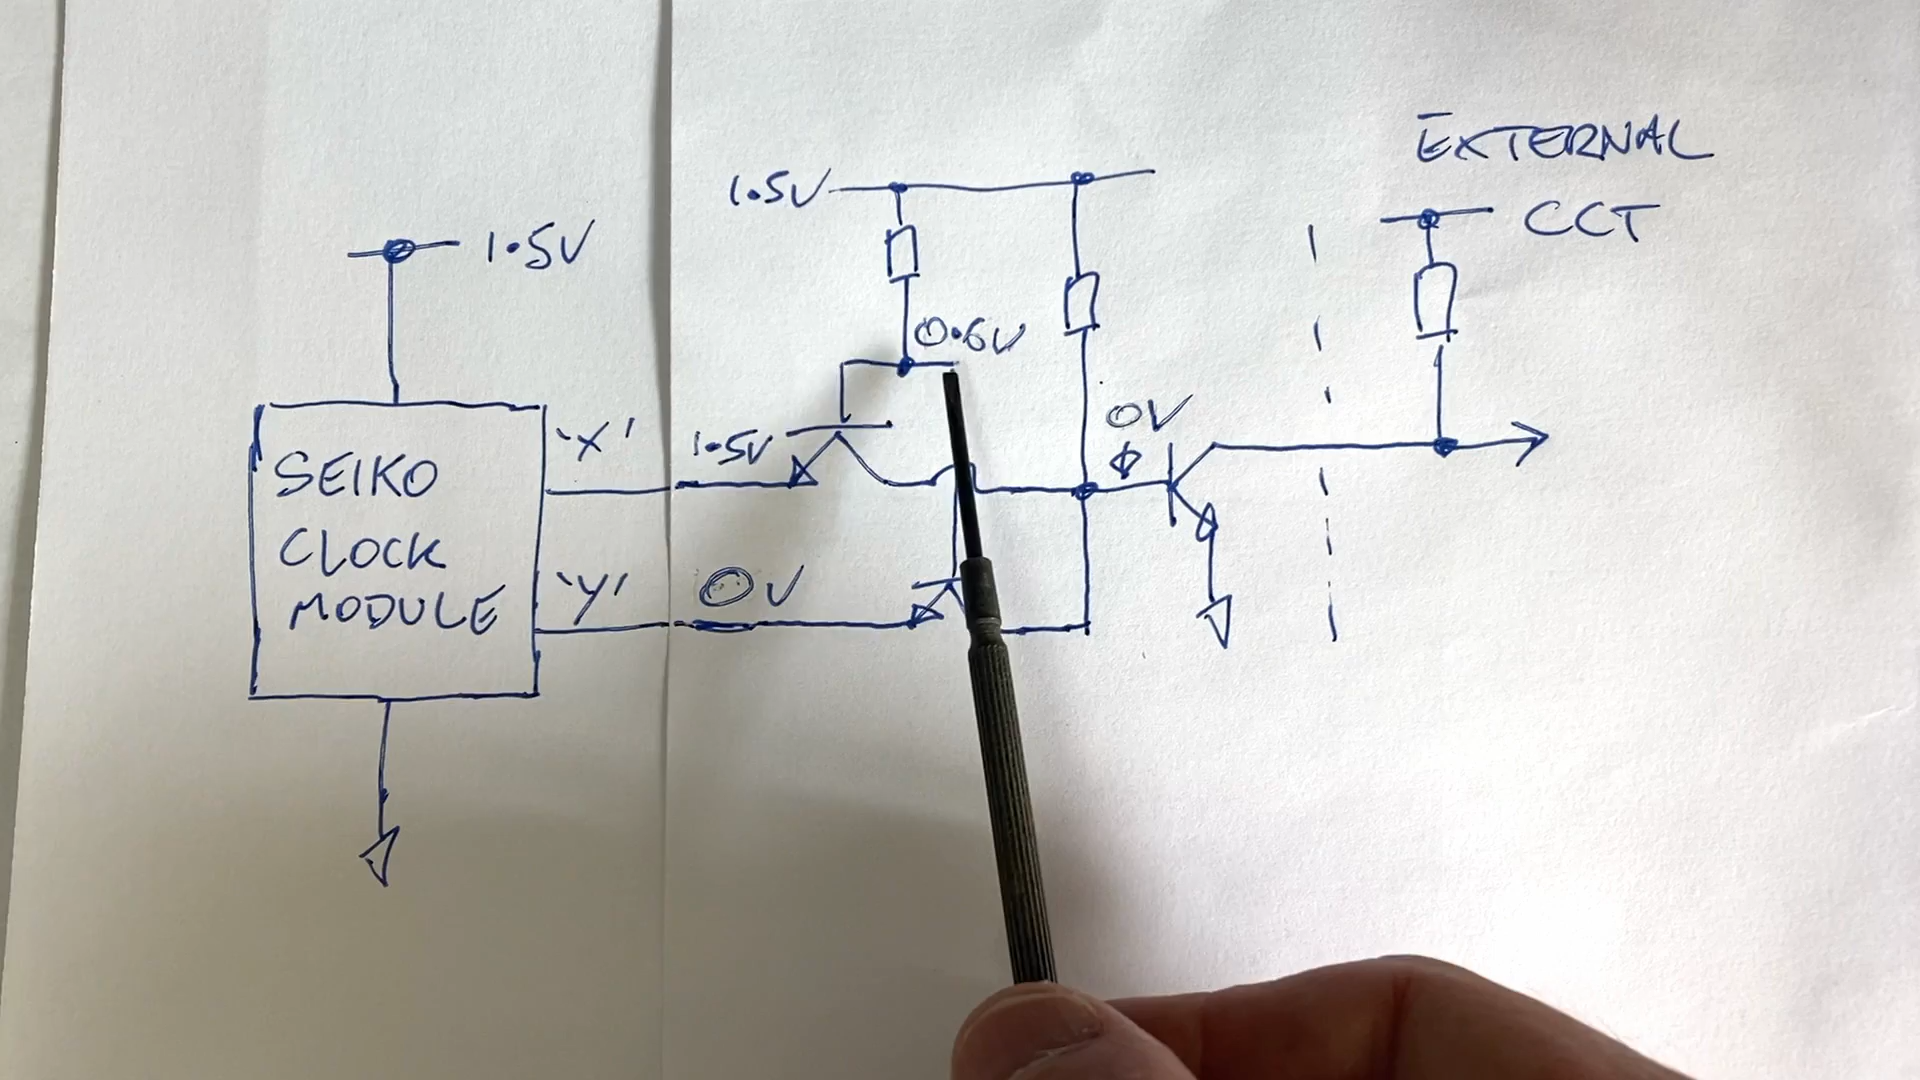 EXTERNAL
CCT
1.5V
1.5V
0.6V
'X'
1.5V
0V
SEIKO
CLOCK
MODULE
'Y'
0V